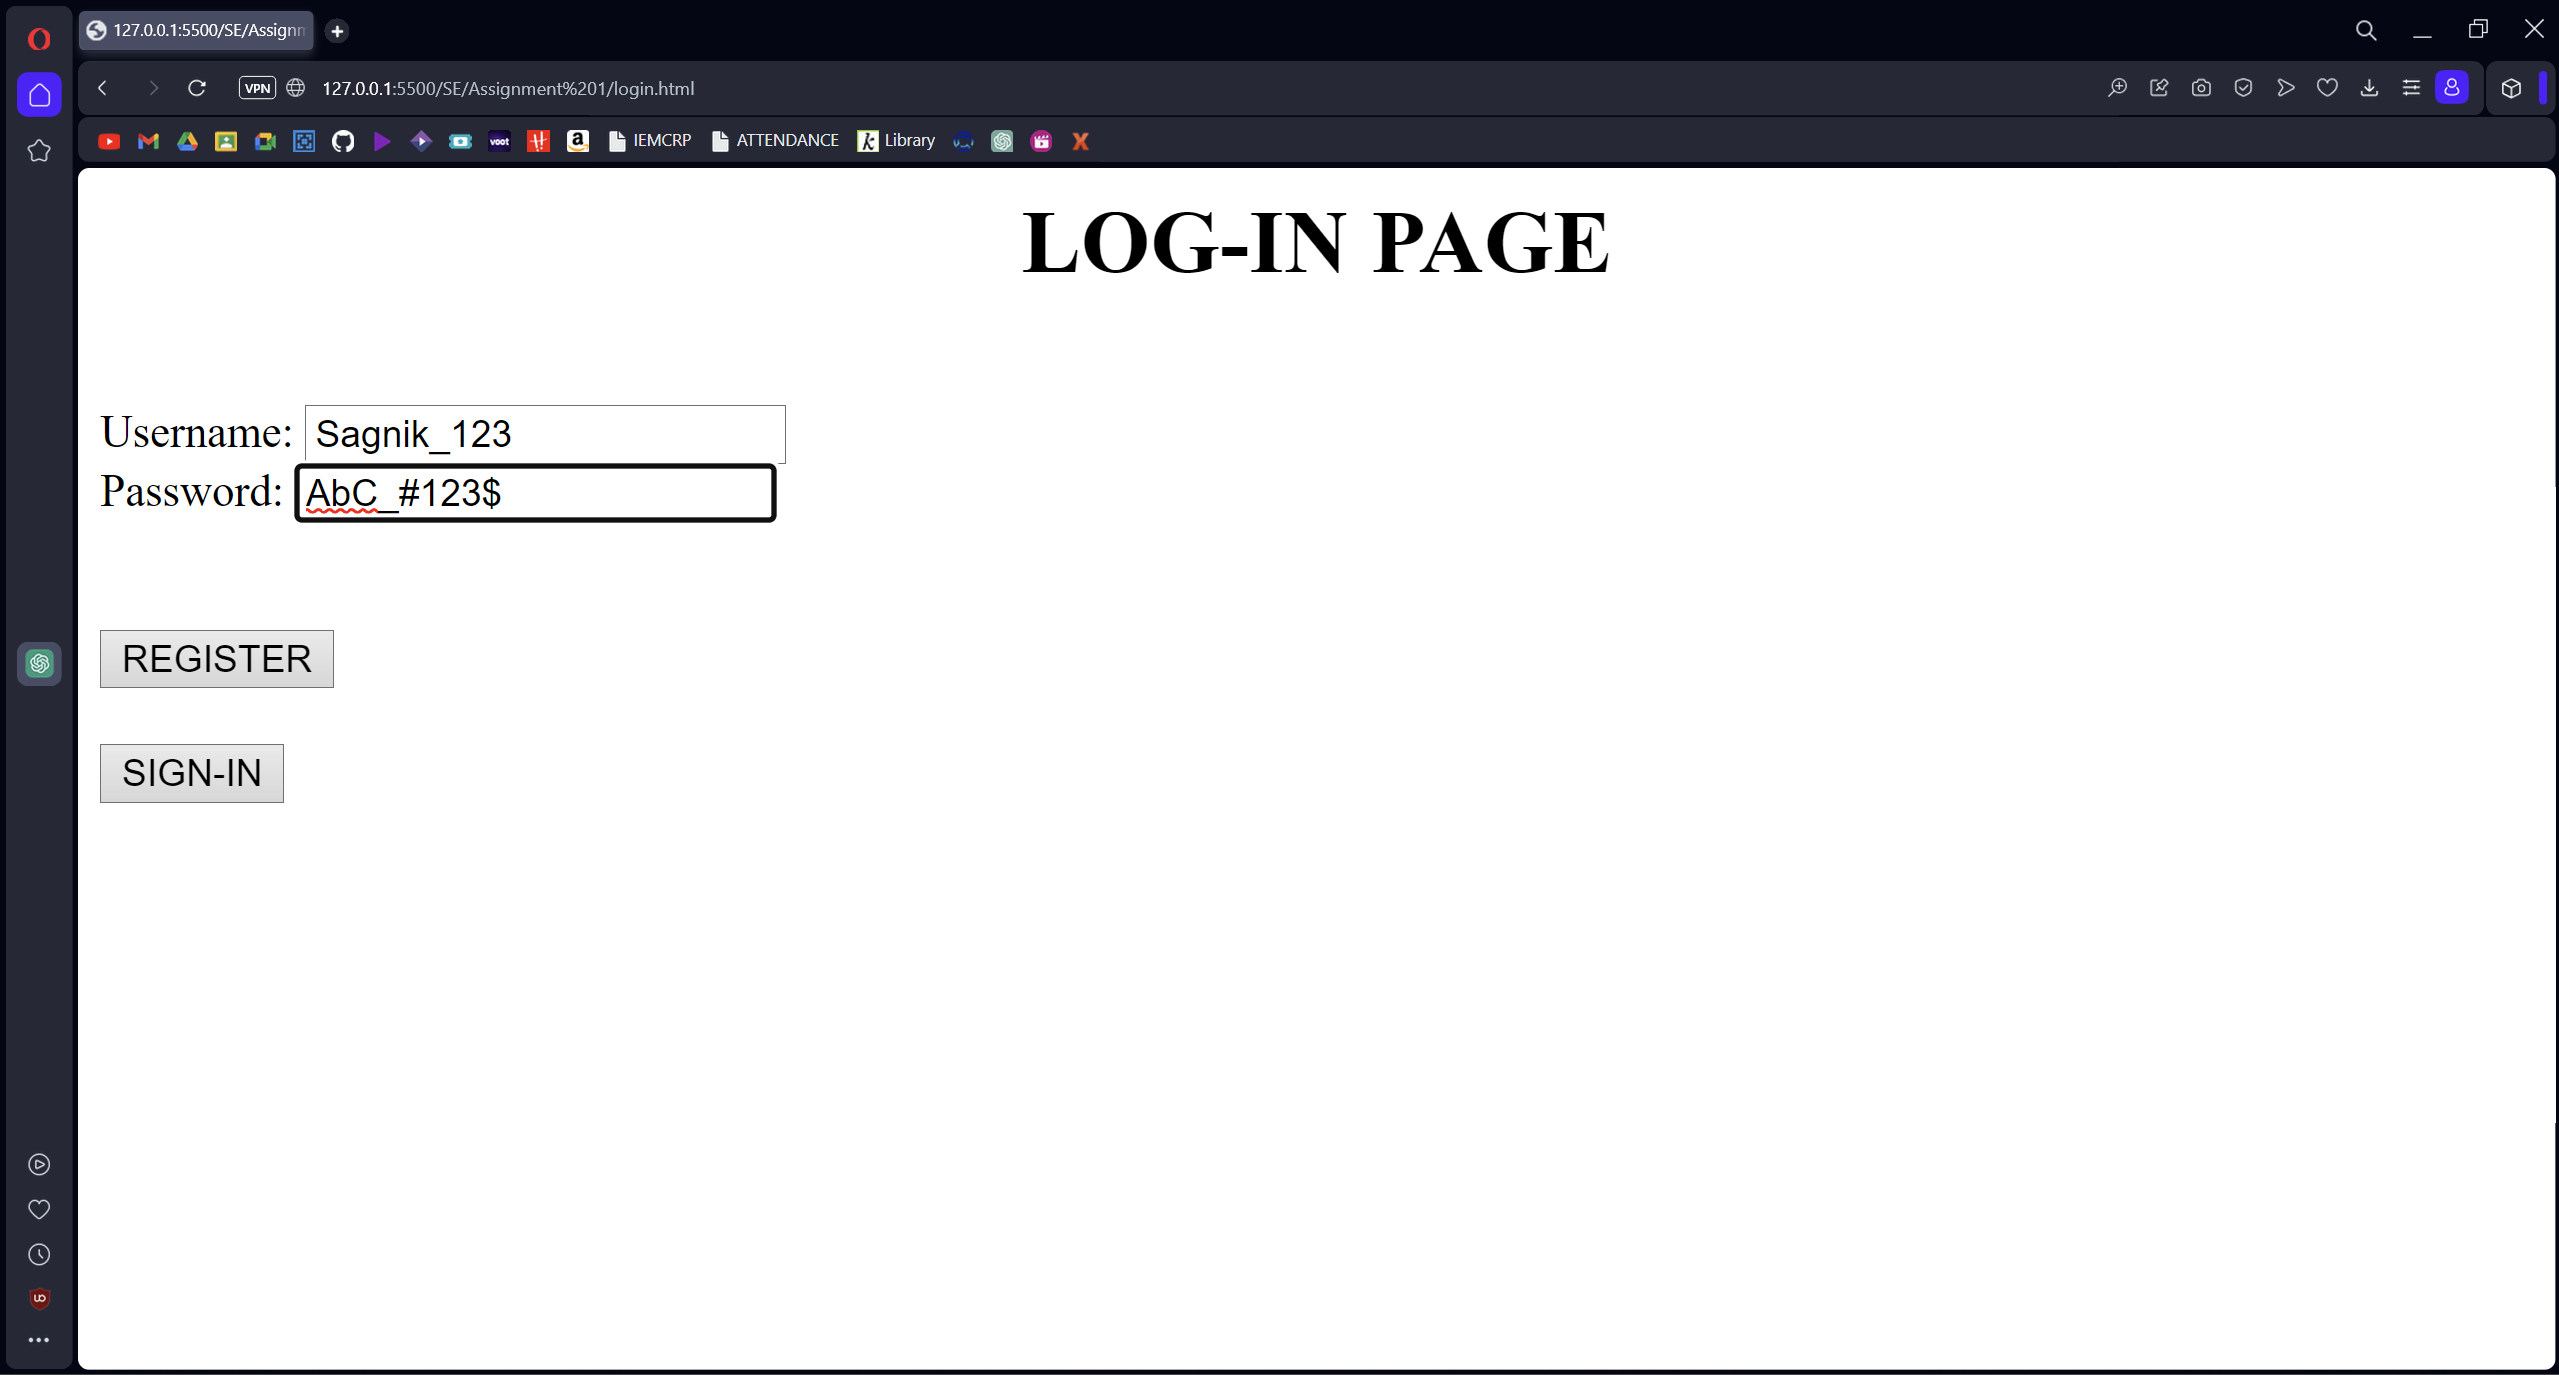 127.0.0.1:5500/SE/Assignn
VPN 127.0.0.1:5500/SE/Assignment%201/login.html
voot a IEMCRP ATTENDANCE k Library X
LOG-IN PAGE
Username: Sagnik_123
Password: AbC_#123$
REGISTER
SIGN-IN